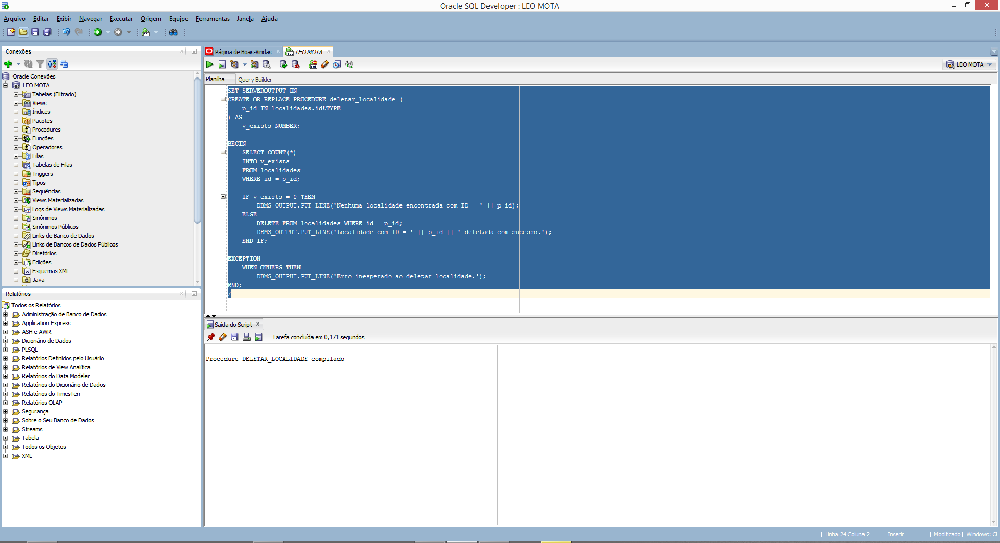 Oracle SQL Developer : LEO MOTA
Arquivo Editar Exibir Navegar Executar Origem Equipe Ferramentas Janela Ajuda
Conexões
Oracle Conexões
LEO MOTA
Tabelas (Filtrado)
Views
Índices
Pacotes
Procedures
Funções
Operadores
Filas
Tabelas de Filas
Triggers
Tipos
Sequências
Views Materializadas
Logs de Views Materializadas
Sinônimos
Sinônimos Públicos
Links de Banco de Dados
Links de Bancos de Dados Públicos
Diretórios
Edições
Esquemas XML
Java
Relatórios
Todos os Relatórios
Administração de Banco de Dados
Application Express
ASH e AWR
Dicionário de Dados
PLSQL
Relatórios Definidos pelo Usuário
Relatórios de View Analítica
Relatórios do Data Modeler
Relatórios do Dicionário de Dados
Relatórios do TimesTen
Relatórios OLAP
Segurança
Sobre o Seu Banco de Dados
Streams
Tabela
Todos os Objetos
XML
Página de Boas-Vindas LEO MOTA
LEO MOTA
Planilha Query Builder
SET SERVEROUTPUT ON
CREATE OR REPLACE PROCEDURE deletar_localidade (
p_id IN localidades.id%TYPE
) AS
v_exists NUMBER;
BEGIN
SELECT COUNT(*)
INTO v_exists
FROM localidades
WHERE id = p_id;
IF v_exists = 0 THEN
DBMS_OUTPUT.PUT_LINE('Nenhuma localidade encontrada com ID = ' || p_id);
ELSE
DELETE FROM localidades WHERE id = p_id;
DBMS_OUTPUT.PUT_LINE('Localidade com ID = ' || p_id || ' deletada com sucesso.');
END IF;
EXCEPTION
WHEN OTHERS THEN
DBMS_OUTPUT.PUT_LINE('Erro inesperado ao deletar localidade.');
END;
/
Saída do Script
Tarefa concluída em 0,171 segundos
Procedure DELETAR_LOCALIDADE compilado
Linha 24 Coluna 2 | Inserir | Modificado | Windows: